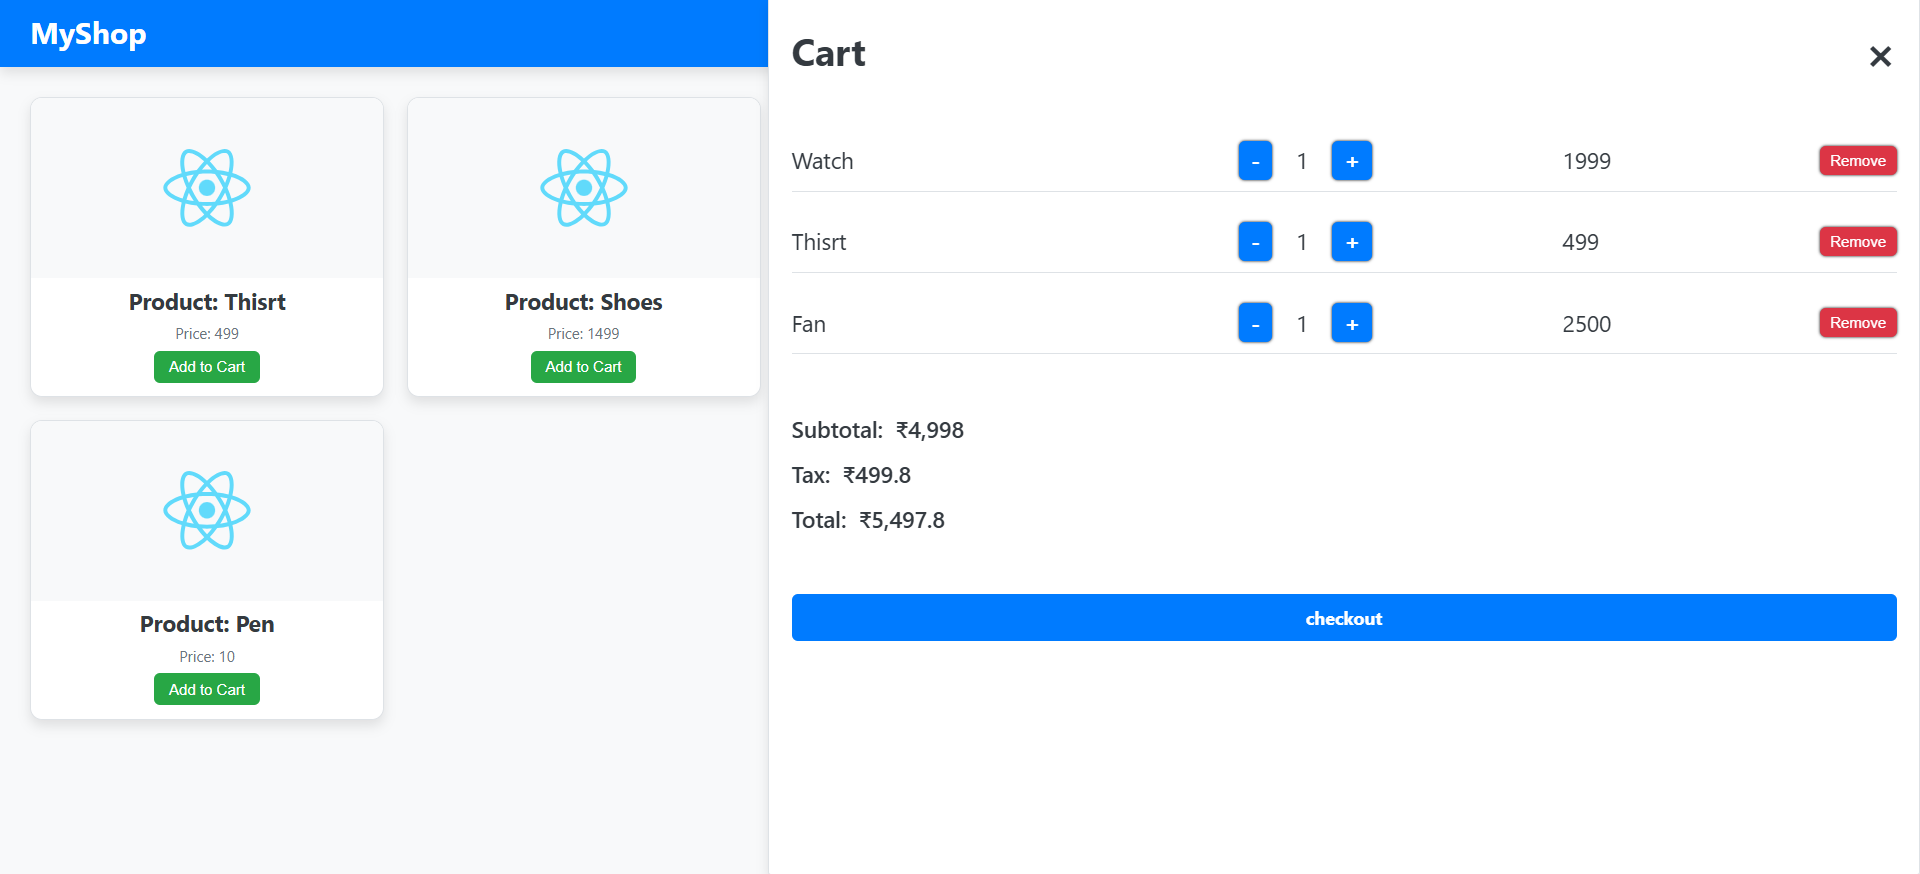 MyShop
Product: Thisrt
Price: 499
Add to Cart
Product: Shoes
Price: 1499
Add to Cart
Product: Pen
Price: 10
Add to Cart
Cart ✕
Watch - 1 + 1999 Remove
Thisrt - 1 + 499 Remove
Fan - 1 + 2500 Remove
Subtotal: ₹4,998
Tax: ₹499.8
Total: ₹5,497.8
checkout